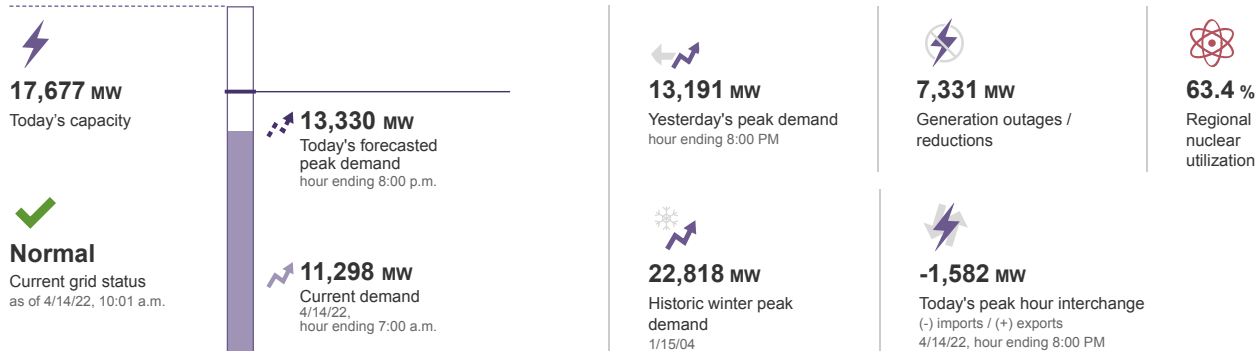 17,677 MW
Today's capacity
Normal
Current grid status
as of 4/14/22, 10:01 a.m.
13,330 MW
Today's forecasted
peak demand
hour ending 8:00 p.m.
11,298 MW
Current demand
4/14/22,
hour ending 7:00 a.m.
13,191 MW
Yesterday's peak demand
hour ending 8:00 PM
7,331 MW
Generation outages /
reductions
63.4 %
Regional
nuclear
utilization
22,818 MW
Historic winter peak
demand
1/15/04
-1,582 MW
Today's peak hour interchange
(-) imports / (+) exports
4/14/22, hour ending 8:00 PM